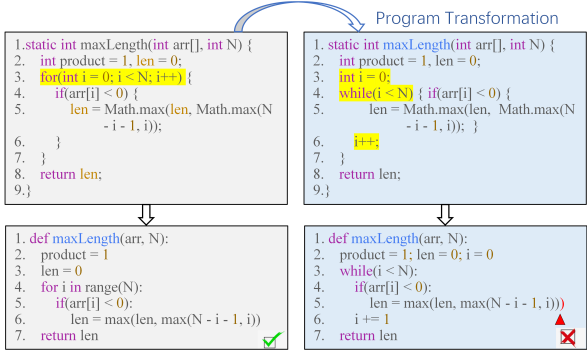 Program Transformation
1.static int maxLength(int arr[], int N) {
2. int product = 1, len = 0;
3. for(int i = 0; i < N; i++) {
4. if(arr[i] < 0) {
5. len = Math.max(len, Math.max(N
- i - 1, i));
6. }
7. }
8. return len;
9.}
1. static int maxLength(int arr[], int N) {
2. int product = 1, len = 0;
3. int i = 0;
4. while(i < N) { if(arr[i] < 0) {
5. len = Math.max(len, Math.max(N
- i - 1, i)); }
6. i++;
7. }
8. return len;
9.}
1. def maxLength(arr, N):
2. product = 1
3. len = 0
4. for i in range(N):
5. if(arr[i] < 0):
6. len = max(len, max(N - i - 1, i))
7. return len
1. def maxLength(arr, N):
2. product = 1; len = 0; i = 0
3. while(i < N):
4. if(arr[i] < 0):
5. len = max(len, max(N - i - 1, i)))
6. i += 1
7. return len